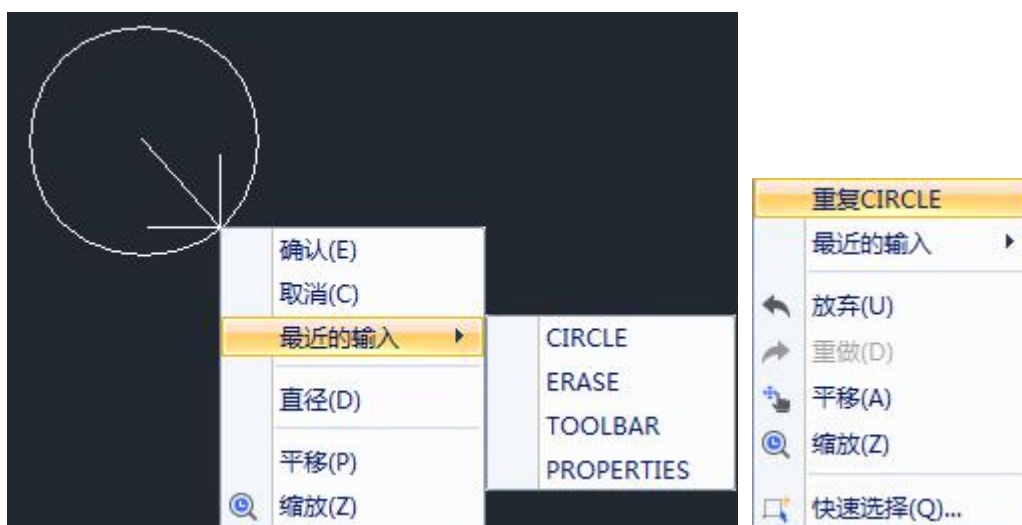 确认(E)
取消(C)
最近的输入
直径(D)
平移(P)
缩放(Z)
CIRCLE
ERASE
TOOLBAR
PROPERTIES
重复CIRCLE
最近的输入
放弃(U)
重做(D)
平移(A)
缩放(Z)
快速选择(Q)...